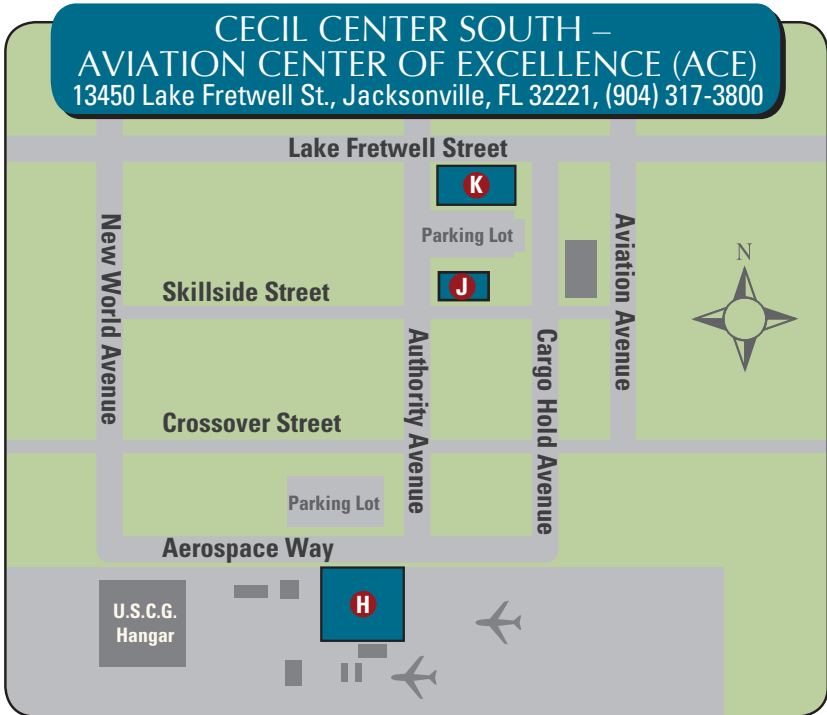 CECIL CENTER SOUTH –
AVIATION CENTER OF EXCELLENCE (ACE)
13450 Lake Fretwell St., Jacksonville, FL 32221, (904) 317-3800
Lake Fretwell Street
K
Parking Lot
New World Avenue
Aviation Avenue
N
J
Skillside Street
Authority Avenue
Cargo Hold Avenue
Crossover Street
Parking Lot
Aerospace Way
H
U.S.C.G.
Hangar